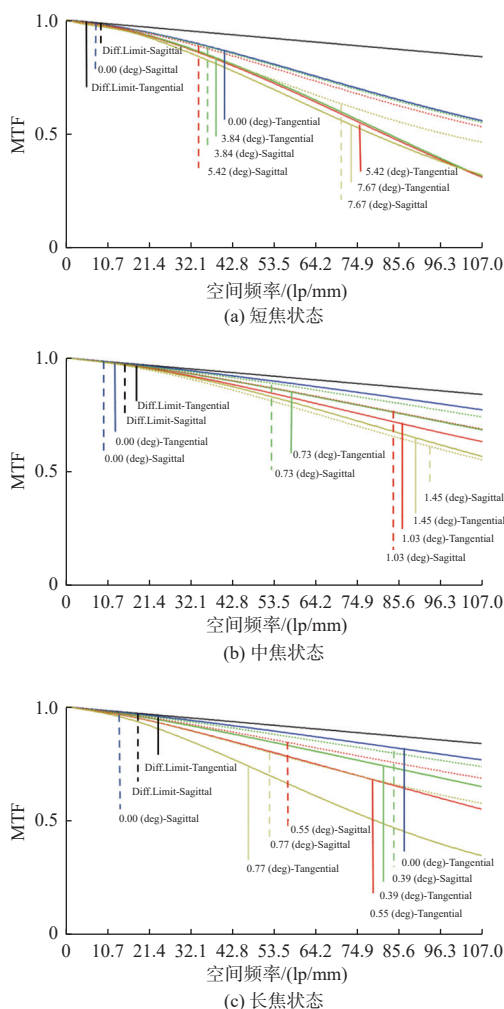 1.0
Diff.Limit-Sagittal
0.00 (deg)-Sagittal
Diff.Limit-Tangential
0.00 (deg)-Tangential
3.84 (deg)-Tangential
3.84 (deg)-Sagittal
5.42 (deg)-Sagittal
5.42 (deg)-Tangential
7.67 (deg)-Tangential
7.67 (deg)-Sagittal
MTF
0.5
0
0 10.7 21.4 32.1 42.8 53.5 64.2 74.9 85.6 96.3 107.0
空间频率/(lp/mm)
(a) 短焦状态
1.0
Diff.Limit-Tangential
Diff.Limit-Sagittal
0.00 (deg)-Tangential
0.00 (deg)-Sagittal
0.73 (deg)-Tangential
0.73 (deg)-Sagittal
1.45 (deg)-Sagittal
1.45 (deg)-Tangential
1.03 (deg)-Tangential
1.03 (deg)-Sagittal
MTF
0.5
0
0 10.7 21.4 32.1 42.8 53.5 64.2 74.9 85.6 96.3 107.0
空间频率/(lp/mm)
(b) 中焦状态
1.0
Diff.Limit-Tangential
Diff.Limit-Sagittal
0.00 (deg)-Sagittal
0.55 (deg)-Sagittal
0.77 (deg)-Sagittal
0.77 (deg)-Tangential
0.00 (deg)-Tangential
0.39 (deg)-Sagittal
0.39 (deg)-Tangential
0.55 (deg)-Tangential
MTF
0.5
0
0 10.7 21.4 32.1 42.8 53.5 64.2 74.9 85.6 96.3 107.0
空间频率/(lp/mm)
(c) 长焦状态